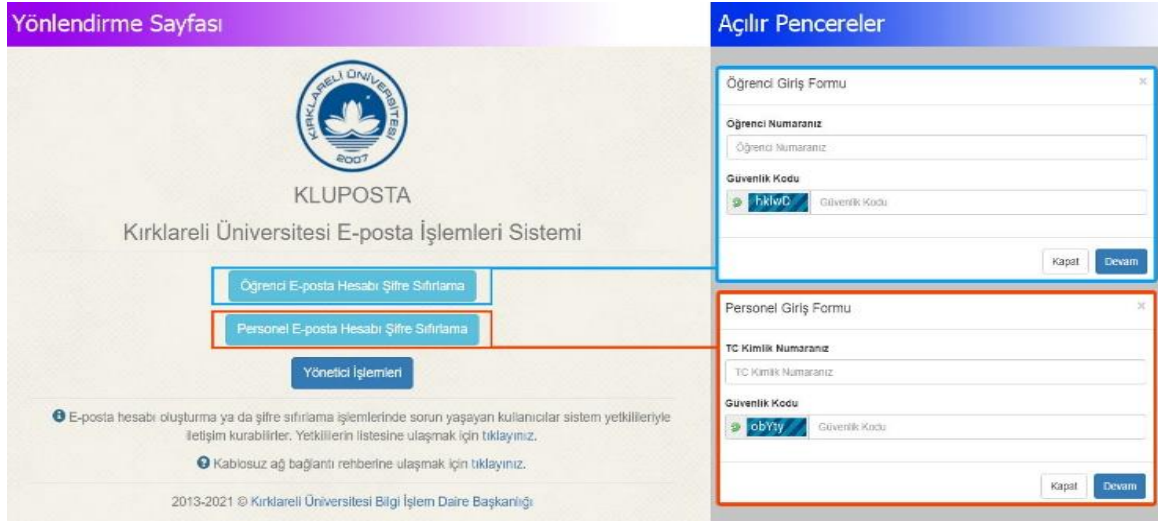 Yönlendirme Sayfası
KIRKLARELİ ÜNİVERSİTESİ
2007
KLUPOSTA
Kırklareli Üniversitesi E-posta İşlemleri Sistemi
Öğrenci E-posta Hesabı Şifre Sıfırlama
Personel E-posta Hesabı Şifre Sıfırlama
Yönetici İşlemleri
E-posta hesabı oluşturma ya da şifre sıfırlama işlemlerinde sorun yaşayan kullanıcılar sistem yetkilileriyle
iletişim kurabilirler. Yetkililerin listesine ulaşmak için tıklayınız.
Kablosuz ağ bağlantı rehberine ulaşmak için tıklayınız.
2013-2021 © Kırklareli Üniversitesi Bilgi İşlem Daire Başkanlığı
Açılır Pencereler
Öğrenci Giriş Formu ×
Öğrenci Numaranız
Öğrenci Numaranız
Güvenlik Kodu
hklwD Güvenlik Kodu
Kapat Devam
Personel Giriş Formu ×
TC Kimlik Numaranız
TC Kimlik Numaranız
Güvenlik Kodu
obYty Güvenlik Kodu
Kapat Devam